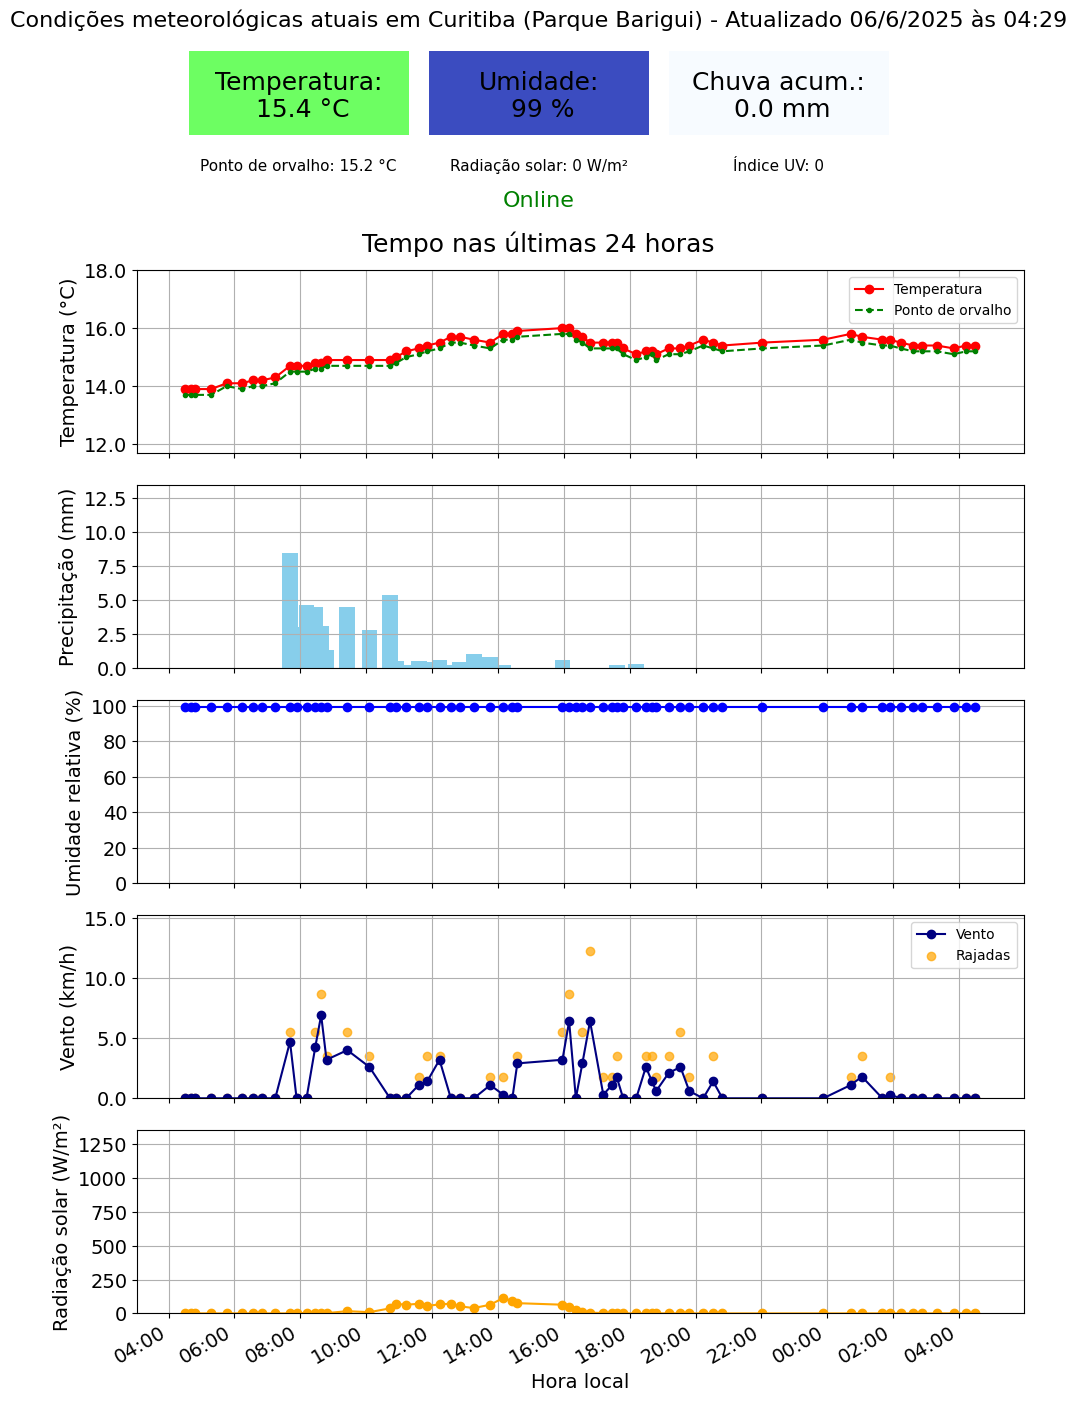 Condições meteorológicas atuais em Curitiba (Parque Barigui) - Atualizado 06/6/2025 às 04:29
Temperatura:
15.4 °C
Umidade:
99 %
Chuva acum.:
0.0 mm
Ponto de orvalho: 15.2 °C
Radiação solar: 0 W/m²
Índice UV: 0
Online
Tempo nas últimas 24 horas
Temperatura (°C)
18.0
16.0
14.0
12.0
Temperatura
Ponto de orvalho
Precipitação (mm)
12.5
10.0
7.5
5.0
2.5
0.0
Umidade relativa (%)
100
80
60
40
20
0
Vento (km/h)
15.0
10.0
5.0
0.0
Vento
Rajadas
Radiação solar (W/m²)
1250
1000
750
500
250
0
04:00
06:00
08:00
10:00
12:00
14:00
16:00
18:00
20:00
22:00
00:00
02:00
04:00
Hora local